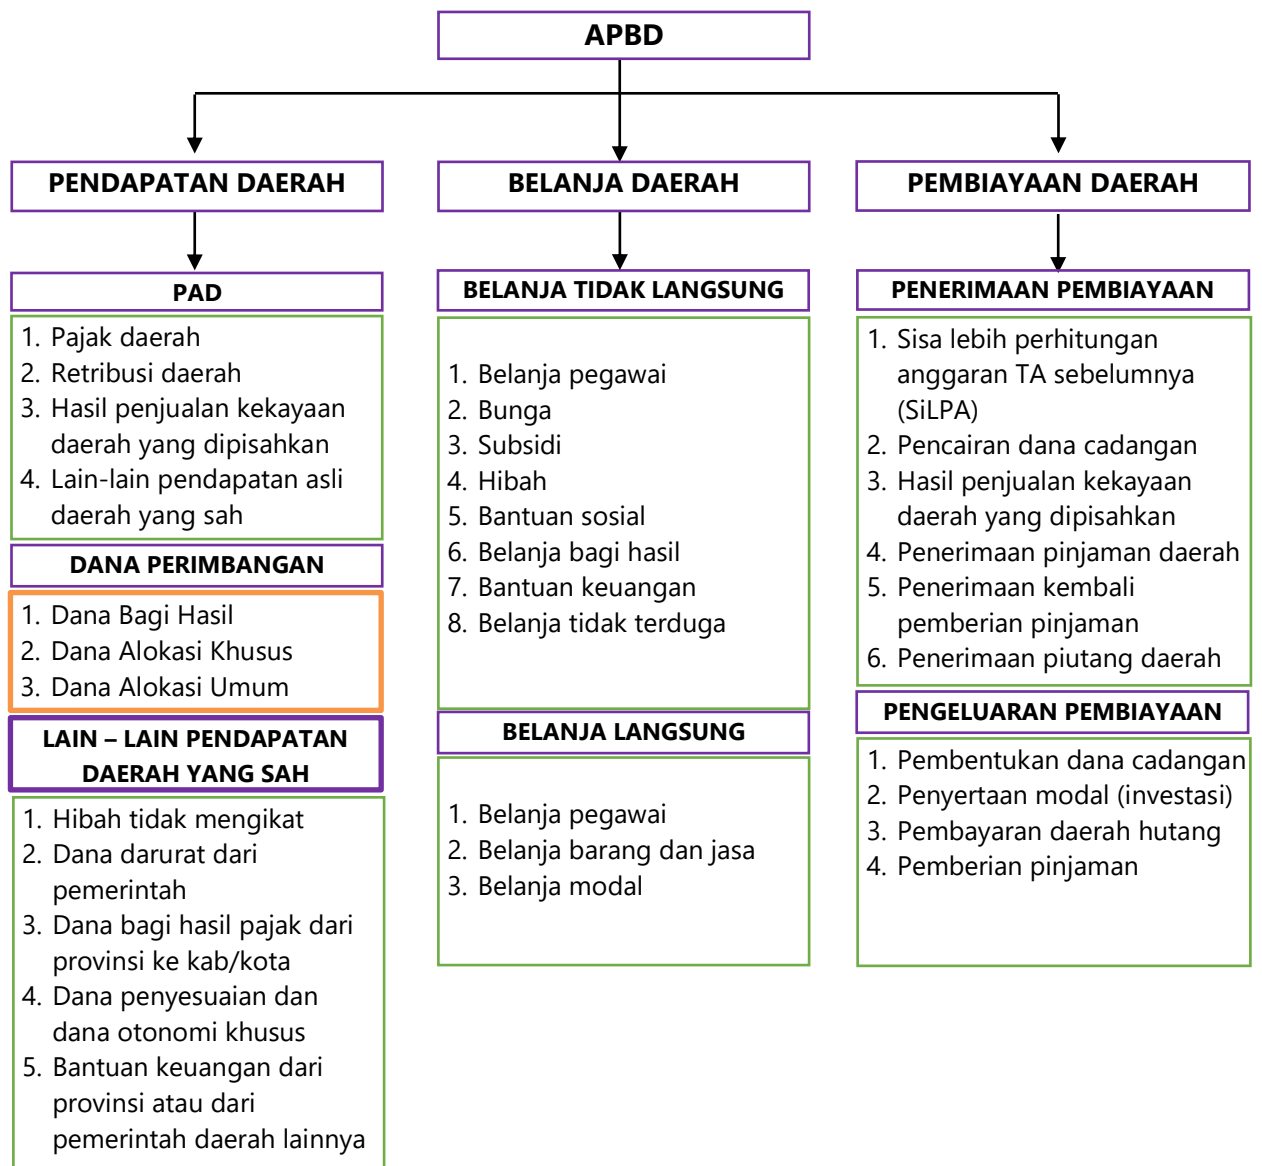 APBD
PENDAPATAN DAERAH
PAD
1. Pajak daerah
2. Retribusi daerah
3. Hasil penjualan kekayaan
daerah yang dipisahkan
4. Lain-lain pendapatan asli
daerah yang sah
DANA PERIMBANGAN
1. Dana Bagi Hasil
2. Dana Alokasi Khusus
3. Dana Alokasi Umum
LAIN – LAIN PENDAPATAN
DAERAH YANG SAH
1. Hibah tidak mengikat
2. Dana darurat dari
pemerintah
3. Dana bagi hasil pajak dari
provinsi ke kab/kota
4. Dana penyesuaian dan
dana otonomi khusus
5. Bantuan keuangan dari
provinsi atau dari
pemerintah daerah lainnya
BELANJA DAERAH
BELANJA TIDAK LANGSUNG
1. Belanja pegawai
2. Bunga
3. Subsidi
4. Hibah
5. Bantuan sosial
6. Belanja bagi hasil
7. Bantuan keuangan
8. Belanja tidak terduga
BELANJA LANGSUNG
1. Belanja pegawai
2. Belanja barang dan jasa
3. Belanja modal
PEMBIAYAAN DAERAH
PENERIMAAN PEMBIAYAAN
1. Sisa lebih perhitungan
anggaran TA sebelumnya
(SiLPA)
2. Pencairan dana cadangan
3. Hasil penjualan kekayaan
daerah yang dipisahkan
4. Penerimaan pinjaman daerah
5. Penerimaan kembali
pemberian pinjaman
6. Penerimaan piutang daerah
PENGELUARAN PEMBIAYAAN
1. Pembentukan dana cadangan
2. Penyertaan modal (investasi)
3. Pembayaran daerah hutang
4. Pemberian pinjaman